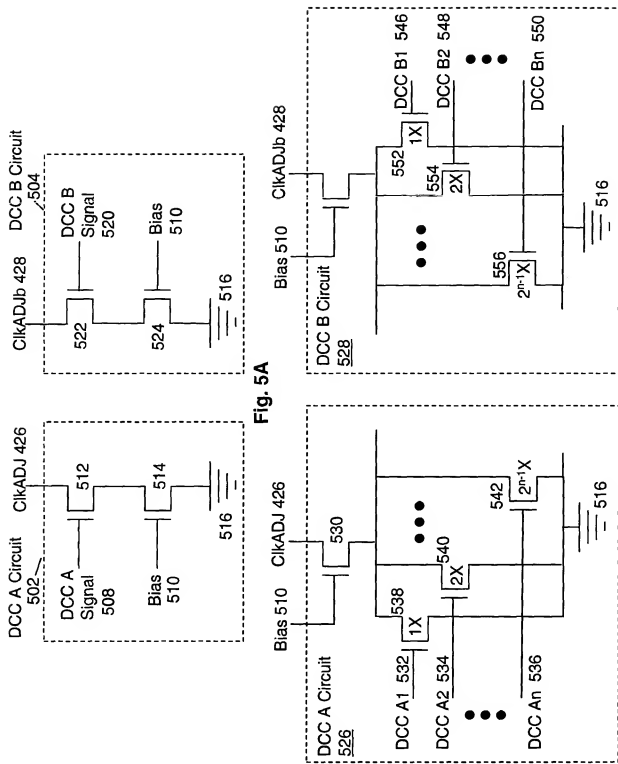 DCC A Circuit
502
ClkADJ 426
DCC A
Signal
508
512
Bias
510
514
516
ClkADJb 428
DCC B Circuit
504
522
DCC B
Signal
520
524
Bias
510
516
Fig. 5A
Bias 510
ClkADJ 426
530
DCC A Circuit
526
DCC A1 532
538
1X
DCC A2 534
540
2X
DCC An 536
542
2ⁿ⁻¹X
516
Bias 510
ClkADJb 428
DCC B Circuit
528
552
1X
DCC B1 546
554
2X
DCC B2 548
556
2ⁿ⁻¹X
DCC Bn 550
516